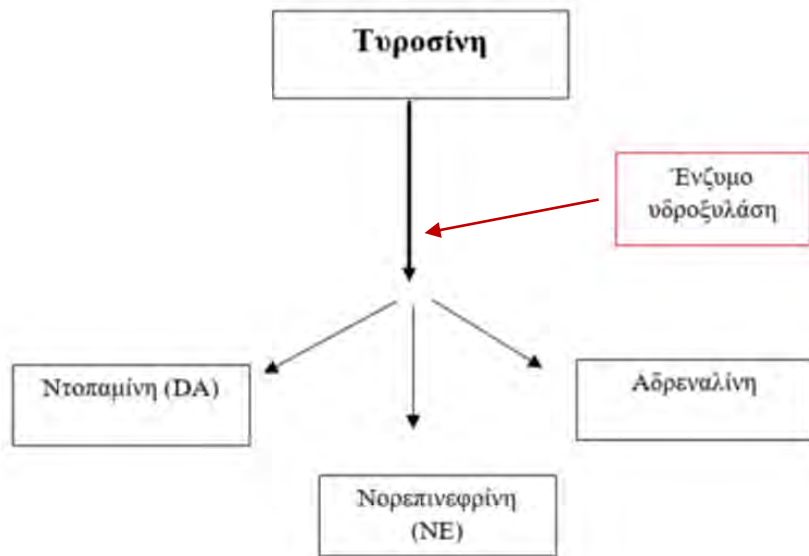 Τυροσίνη
Ένζυμο
υδροξυλάση
Ντοπαμίνη (DA)
Αδρεναλίνη
Νορεπινεφρίνη
(NE)